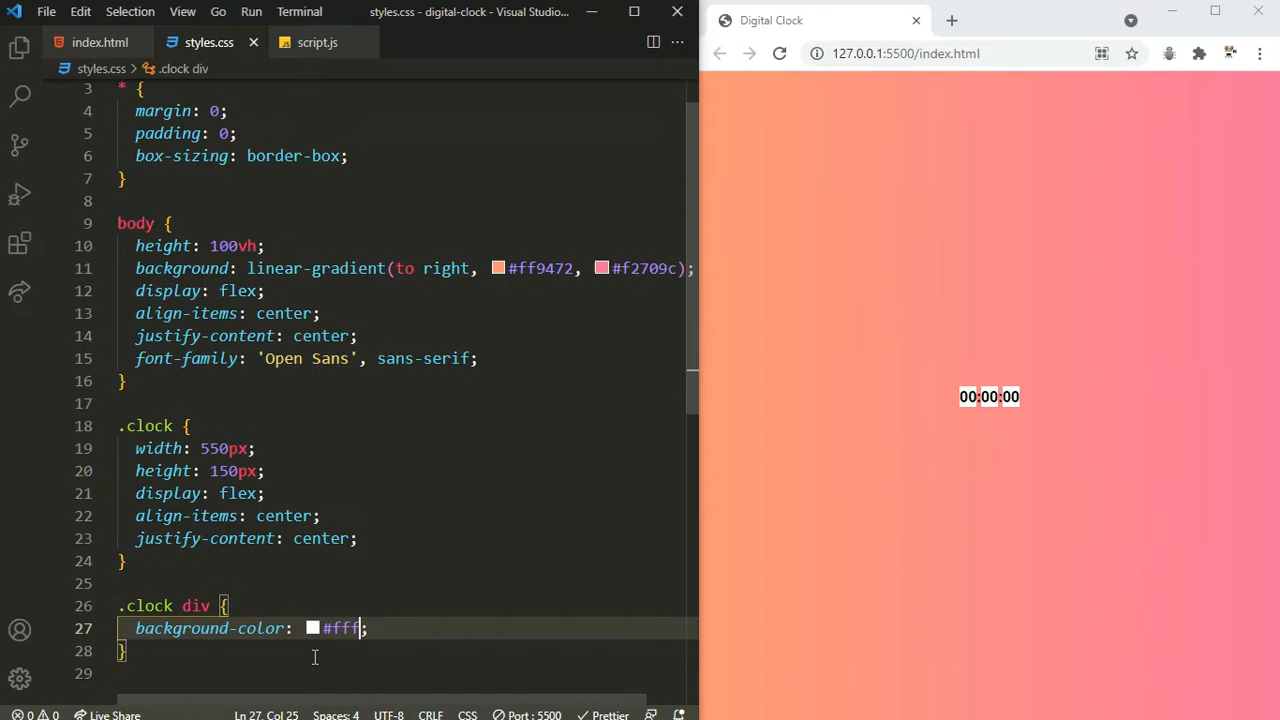 File Edit Selection View Go Run Terminal styles.css - digital-clock - Visual Studio...
index.html styles.css script.js
styles.css > .clock div
3 * {
4 margin: 0;
5 padding: 0;
6 box-sizing: border-box;
7 }
8
9 body {
10 height: 100vh;
11 background: linear-gradient(to right, #ff9472, #f2709c);
12 display: flex;
13 align-items: center;
14 justify-content: center;
15 font-family: 'Open Sans', sans-serif;
16 }
17
18 .clock {
19 width: 550px;
20 height: 150px;
21 display: flex;
22 align-items: center;
23 justify-content: center;
24 }
25
26 .clock div {
27 background-color: #fff;
28 }
29
0 0 Live Share Ln 27, Col 25 Spaces: 4 UTF-8 CRLF CSS Port : 5500 Prettier
Digital Clock
127.0.0.1:5500/index.html
00:00:00